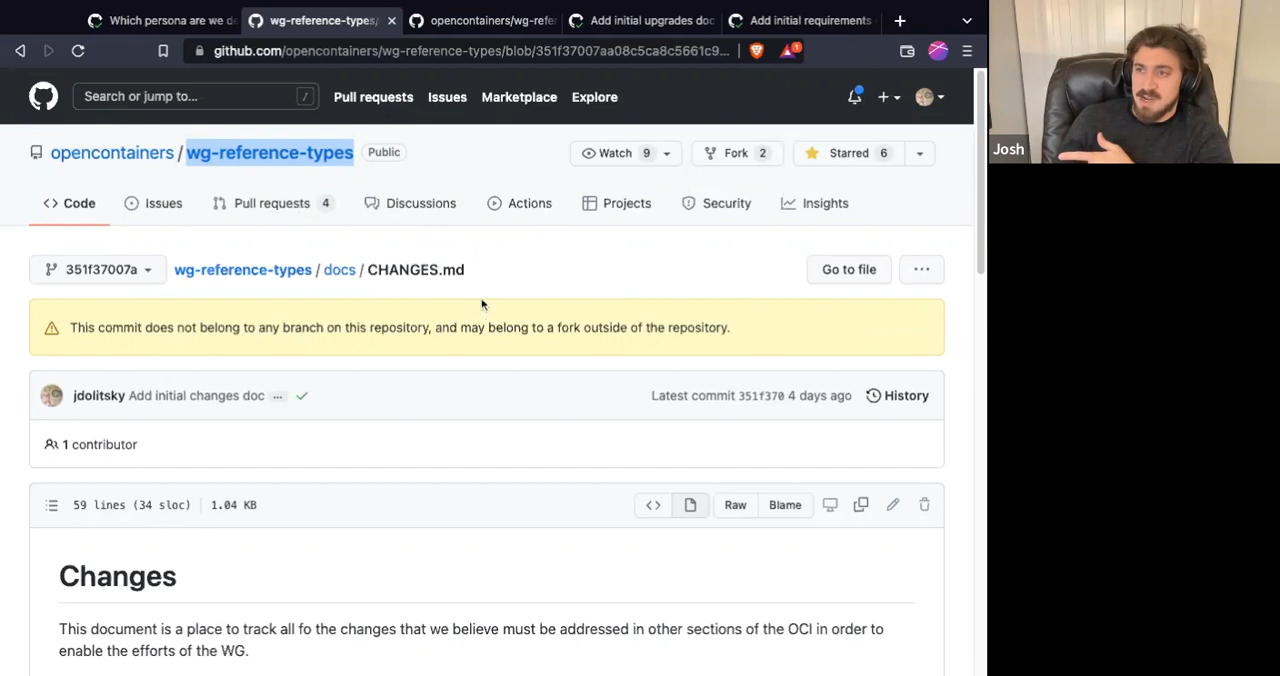 Which persona are we d
wg-reference-types/
opencontainers/wg-refer
Add initial upgrades doc
Add initial requirements
github.com/opencontainers/wg-reference-types/blob/351f37007aa08c5ca8c5661c9...
1
Search or jump to...
/
Pull requests
Issues
Marketplace
Explore
Josh
opencontainers / wg-reference-types
Public
Watch 9
Fork 2
Starred 6
Code
Issues
Pull requests 4
Discussions
Actions
Projects
Security
Insights
351f37007a
wg-reference-types / docs / CHANGES.md
Go to file
...
This commit does not belong to any branch on this repository, and may belong to a fork outside of the repository.
jdolitsky Add initial changes doc ...
Latest commit 351f370 4 days ago
History
1 contributor
59 lines (34 sloc)
1.04 KB
Raw
Blame
Changes
This document is a place to track all fo the changes that we believe must be addressed in other sections of the OCI in order to
enable the efforts of the WG.